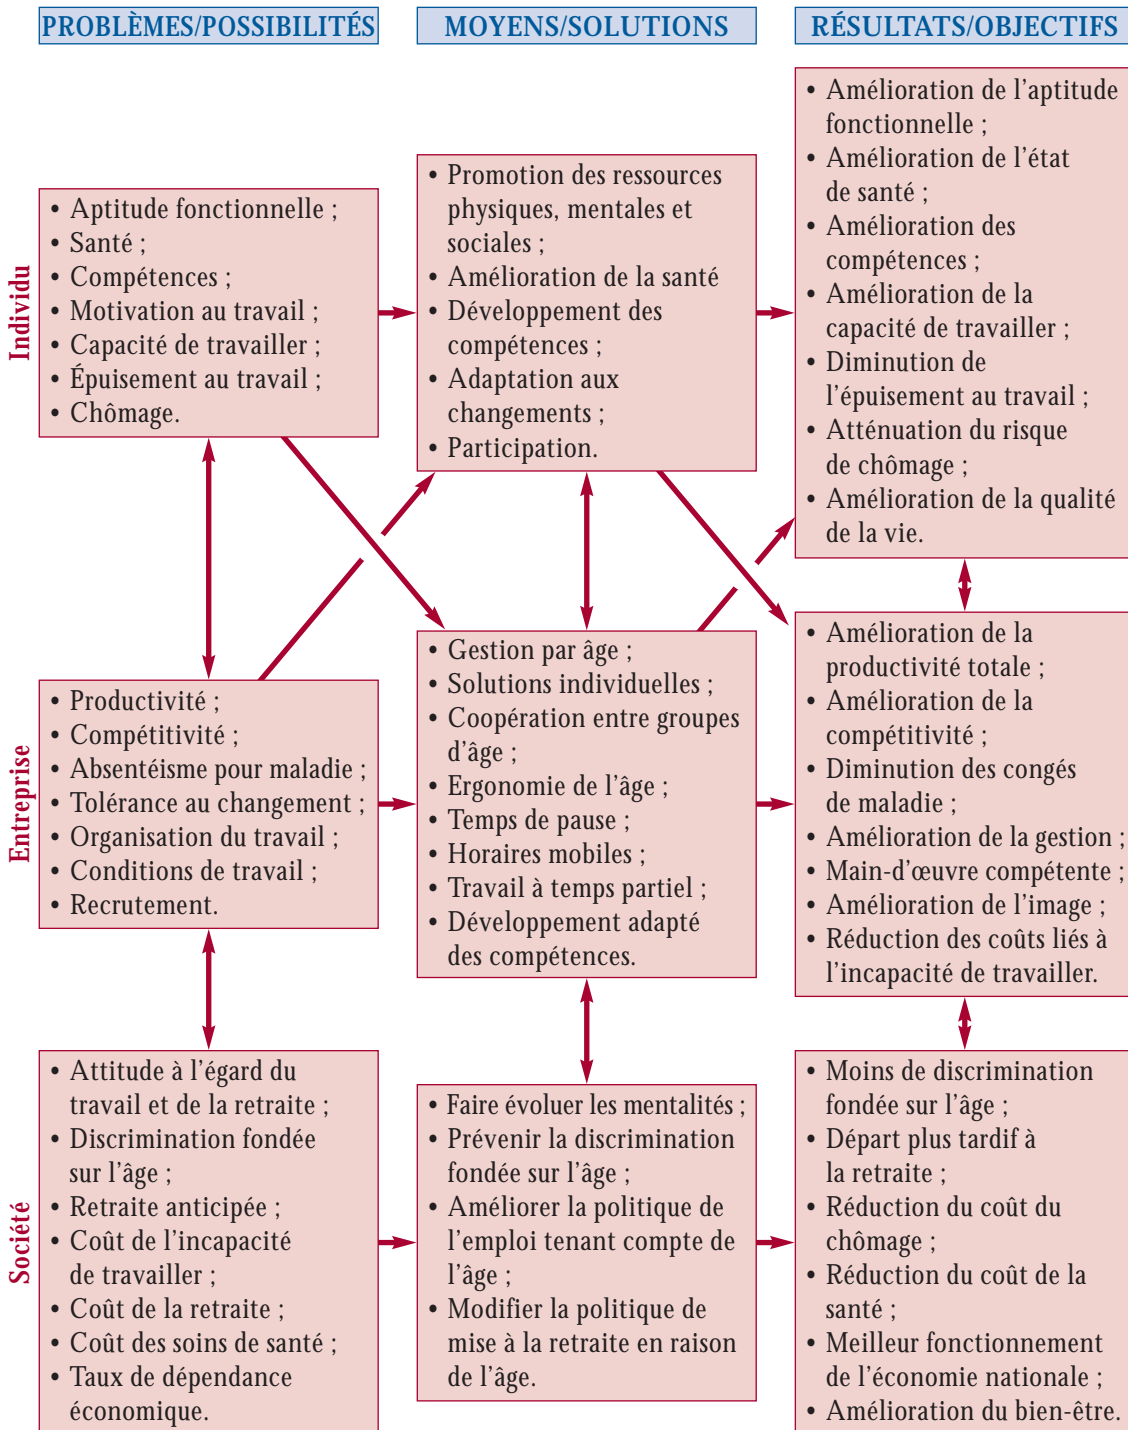 PROBLÈMES/POSSIBILITÉS
MOYENS/SOLUTIONS
RÉSULTATS/OBJECTIFS
Individu
• Aptitude fonctionnelle ;
• Santé ;
• Compétences ;
• Motivation au travail ;
• Capacité de travailler ;
• Épuisement au travail ;
• Chômage.
• Promotion des ressources
physiques, mentales et
sociales ;
• Amélioration de la santé
• Développement des
compétences ;
• Adaptation aux
changements ;
• Participation.
• Amélioration de l'aptitude
fonctionnelle ;
• Amélioration de l'état
de santé ;
• Amélioration des
compétences ;
• Amélioration de la
capacité de travailler ;
• Diminution de
l'épuisement au travail ;
• Atténuation du risque
de chômage ;
• Amélioration de la qualité
de la vie.
Entreprise
• Productivité ;
• Compétitivité ;
• Absentéisme pour maladie ;
• Tolérance au changement ;
• Organisation du travail ;
• Conditions de travail ;
• Recrutement.
• Gestion par âge ;
• Solutions individuelles ;
• Coopération entre groupes
d'âge ;
• Ergonomie de l'âge ;
• Temps de pause ;
• Horaires mobiles ;
• Travail à temps partiel ;
• Développement adapté
des compétences.
• Amélioration de la
productivité totale ;
• Amélioration de la
compétitivité ;
• Diminution des congés
de maladie ;
• Amélioration de la gestion ;
• Main-d'œuvre compétente ;
• Amélioration de l'image ;
• Réduction des coûts liés à
l'incapacité de travailler.
Société
• Attitude à l'égard du
travail et de la retraite ;
• Discrimination fondée
sur l'âge ;
• Retraite anticipée ;
• Coût de l'incapacité
de travailler ;
• Coût de la retraite ;
• Coût des soins de santé ;
• Taux de dépendance
économique.
• Faire évoluer les mentalités ;
• Prévenir la discrimination
fondée sur l'âge ;
• Améliorer la politique de
l'emploi tenant compte de
l'âge ;
• Modifier la politique de
mise à la retraite en raison
de l'âge.
• Moins de discrimination
fondée sur l'âge ;
• Départ plus tardif à
la retraite ;
• Réduction du coût du
chômage ;
• Réduction du coût de la
santé ;
• Meilleur fonctionnement
de l'économie nationale ;
• Amélioration du bien-être.